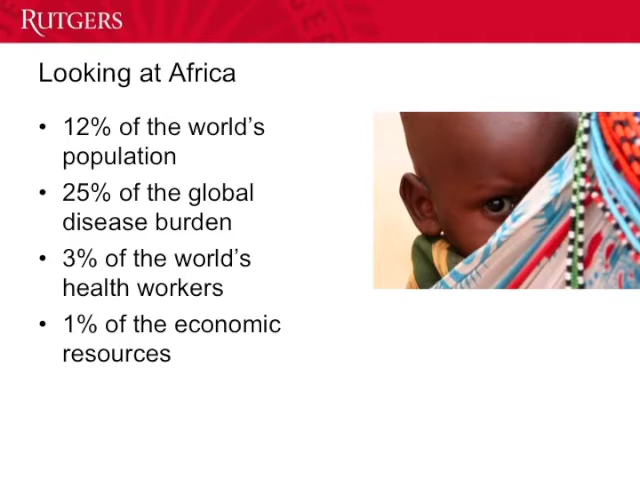 RUTGERS
Looking at Africa
• 12% of the world's
population
• 25% of the global
disease burden
• 3% of the world's
health workers
• 1% of the economic
resources